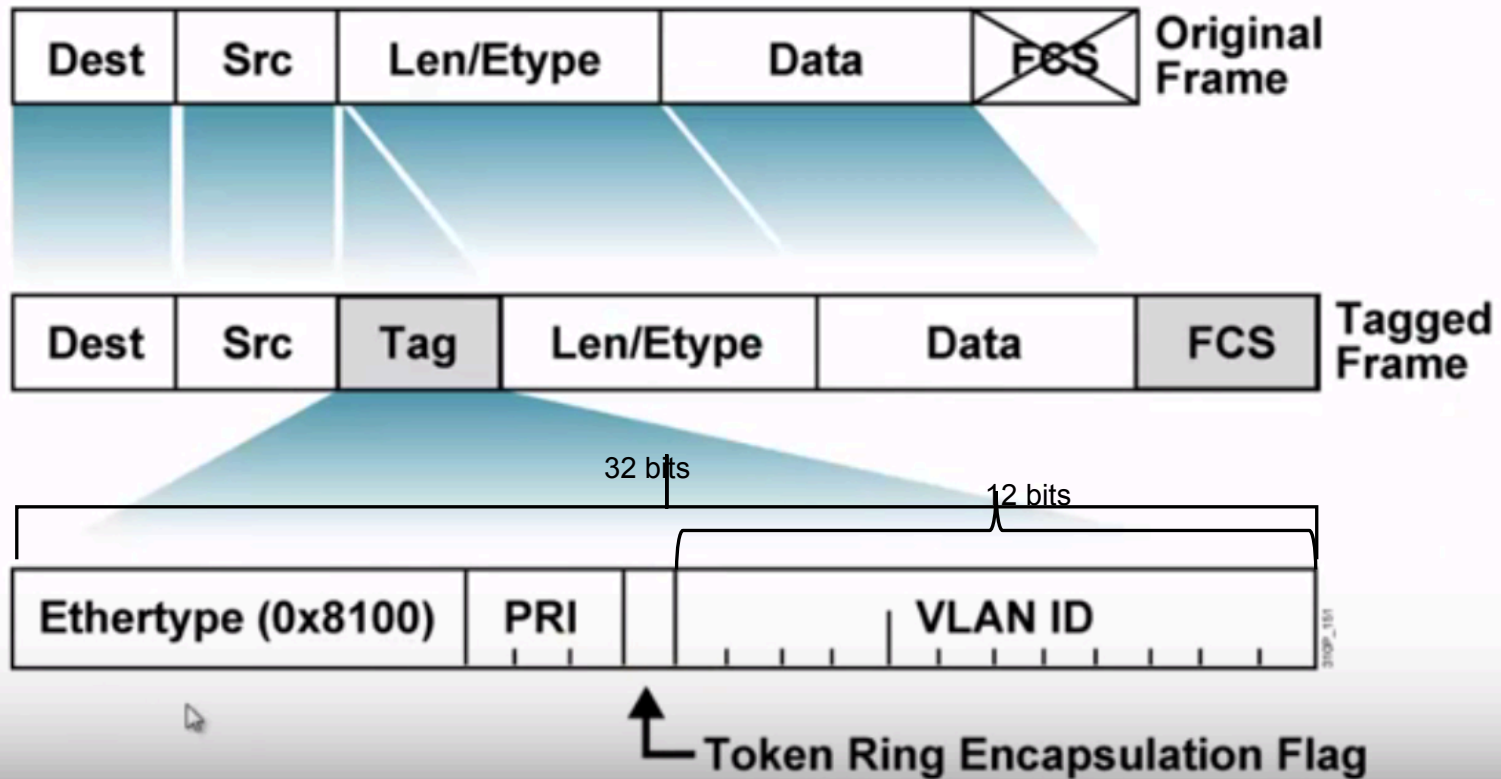 Dest Src Len/Etype Data FCS Original
Frame
Dest Src Tag Len/Etype Data FCS Tagged
Frame
32 bits
12 bits
Ethertype (0x8100) PRI VLAN ID
Token Ring Encapsulation Flag